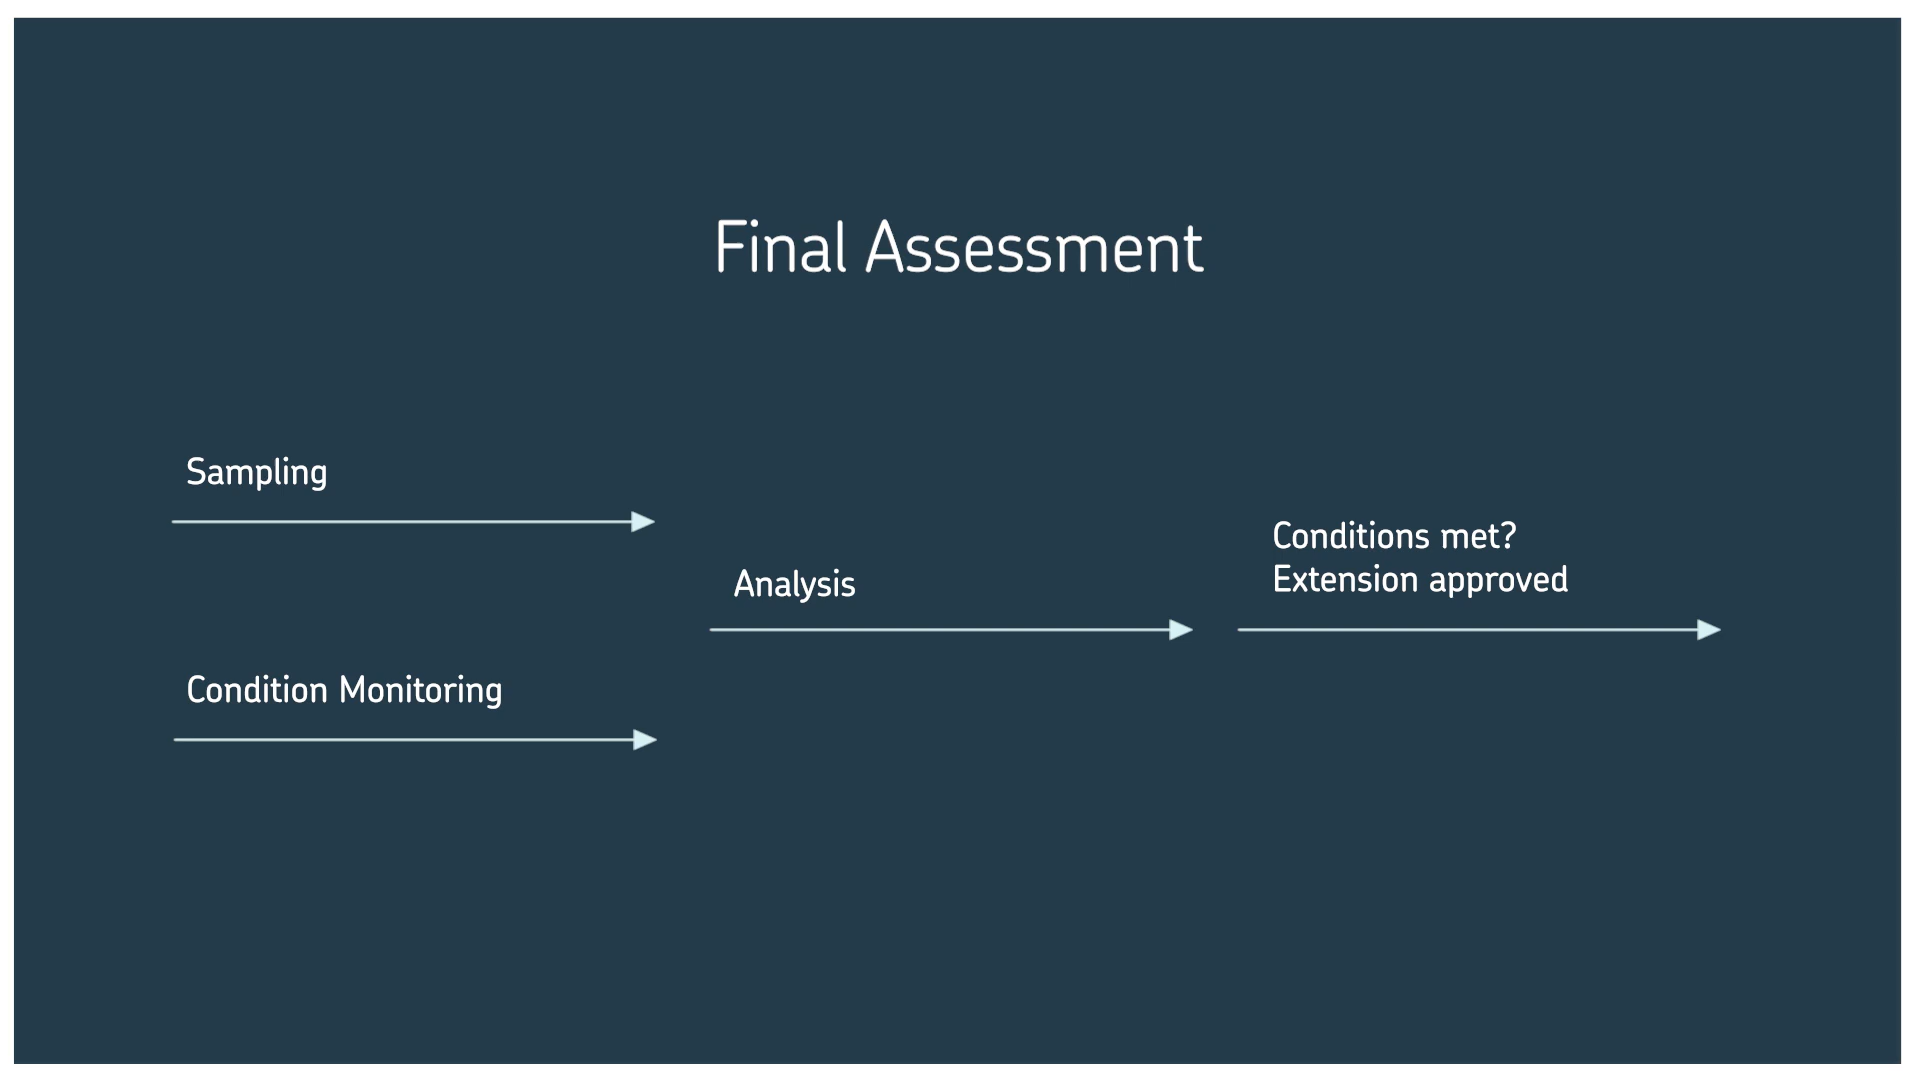 Final Assessment
Sampling
Condition Monitoring
Analysis
Conditions met?
Extension approved